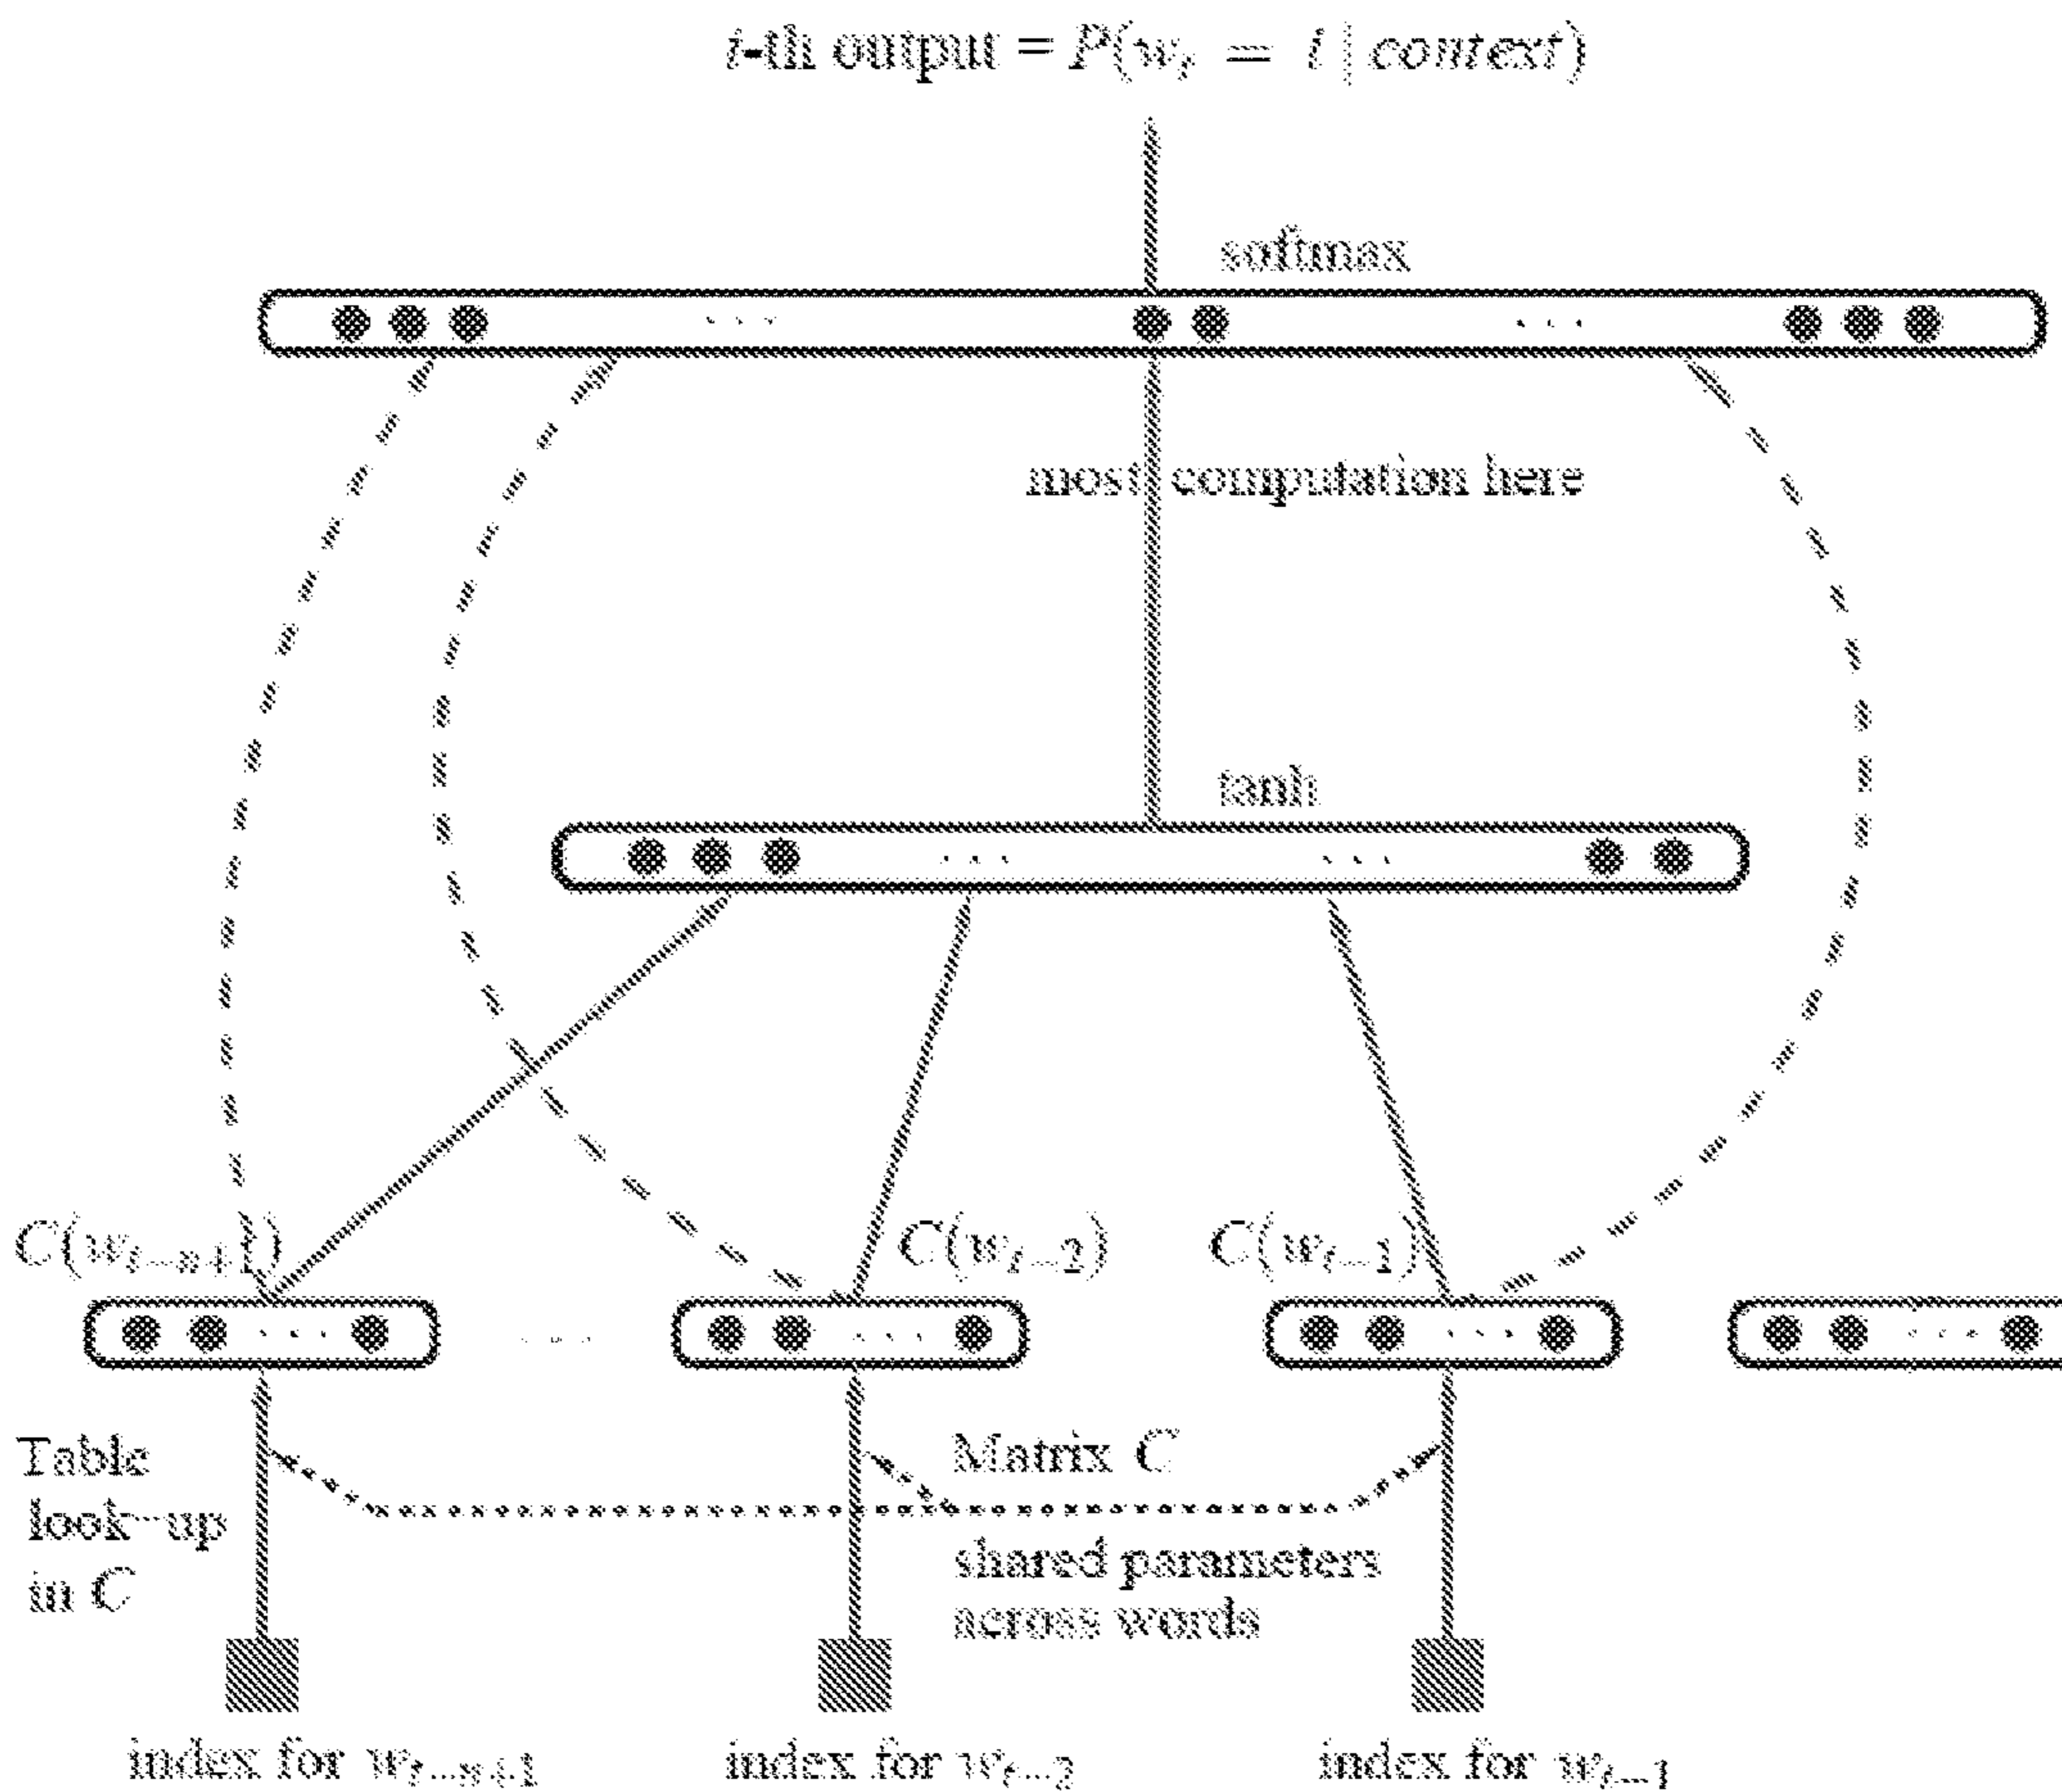 i-th output = P(w_t = i | context)
softmax
most computation here
tanh
C(w_{t-n+1}) C(w_{t-2}) C(w_{t-1})
Table
look-up
in C
Matrix C
shared parameters
across words
index for w_{t-n+1} index for w_{t-2} index for w_{t-1}